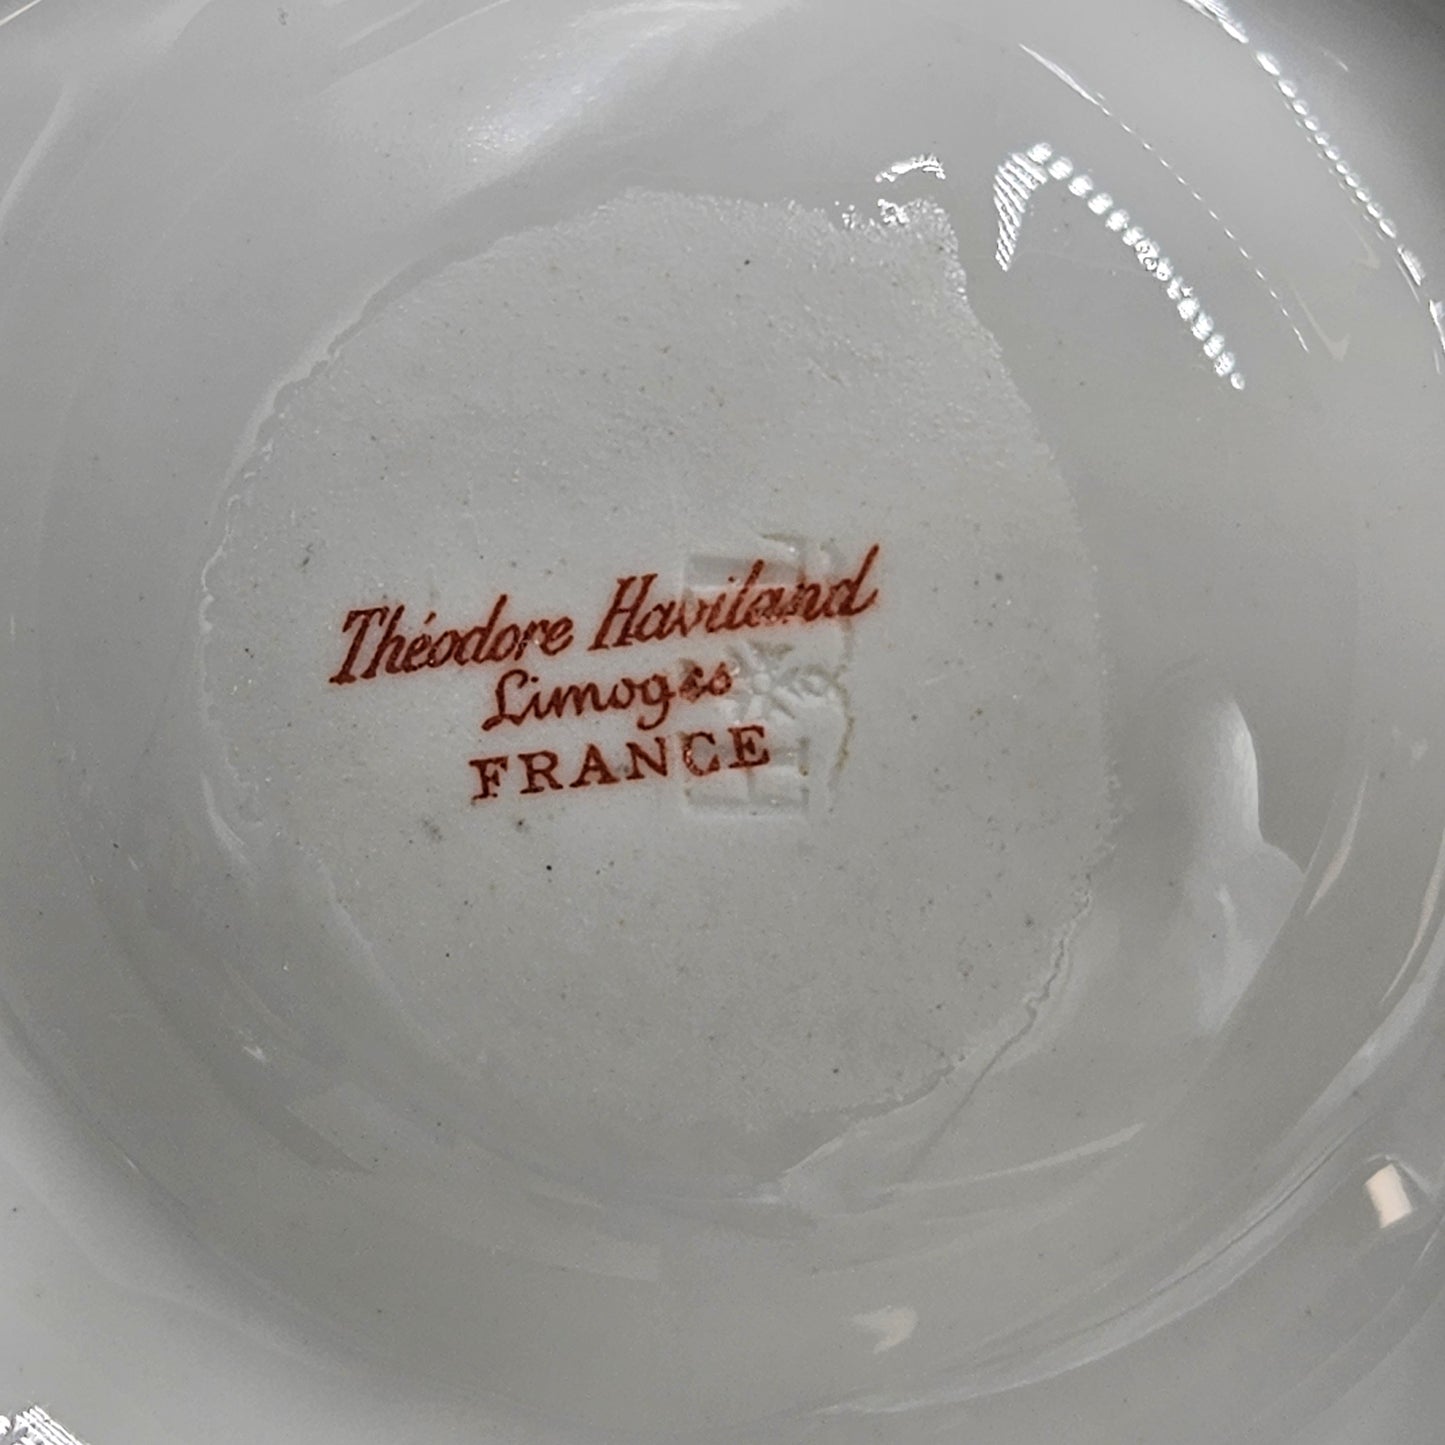 Théodore Haviland
Limoges
FRANCE